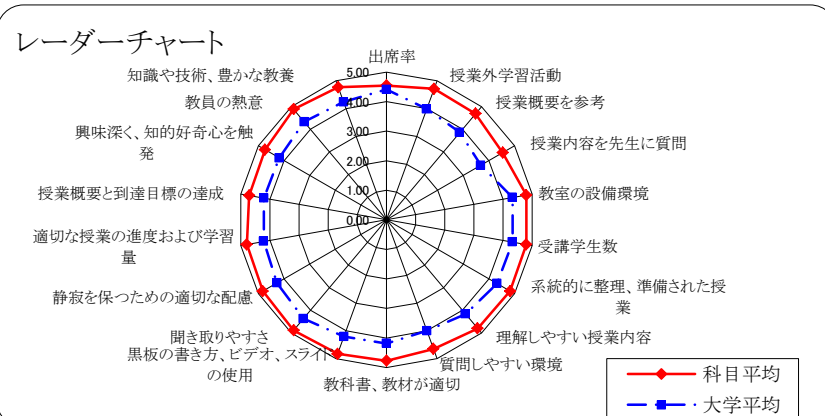 レーダーチャート
出席率
授業外学習活動
授業概要を参考
授業内容を先生に質問
教室の設備環境
受講学生数
系統的に整理、準備された授
業
理解しやすい授業内容
質問しやすい環境
教科書、教材が適切
黒板の書き方、ビデオ、スライド
の使用
聞き取りやすさ
静寂を保つための適切な配慮
適切な授業の進度および学習
量
授業概要と到達目標の達成
興味深く、知的好奇心を触
発
教員の熱意
知識や技術、豊かな教養
5.00
4.00
3.00
2.00
1.00
0.00
科目平均
大学平均